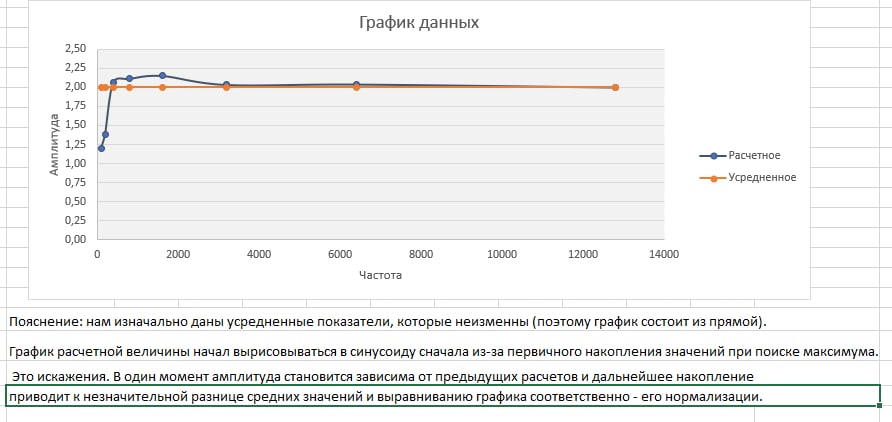 График данных
2,50
2,25
2,00
1,75
1,50
1,25
1,00
0,75
0,50
0,25
0,00
Амплитуда
0 2000 4000 6000 8000 10000 12000 14000
Частота
Расчетное
Усредненное
Пояснение: нам изначально даны усредненные показатели, которые неизменны (поэтому график состоит из прямой).
График расчетной величины начал вырисовываться в синусоиду сначала из-за первичного накопления значений при поиске максимума.
Это искажения. В один момент амплитуда становится зависима от предыдущих расчетов и дальнейшее накопление
приводит к незначительной разнице средних значений и выравниванию графика соответственно - его нормализации.